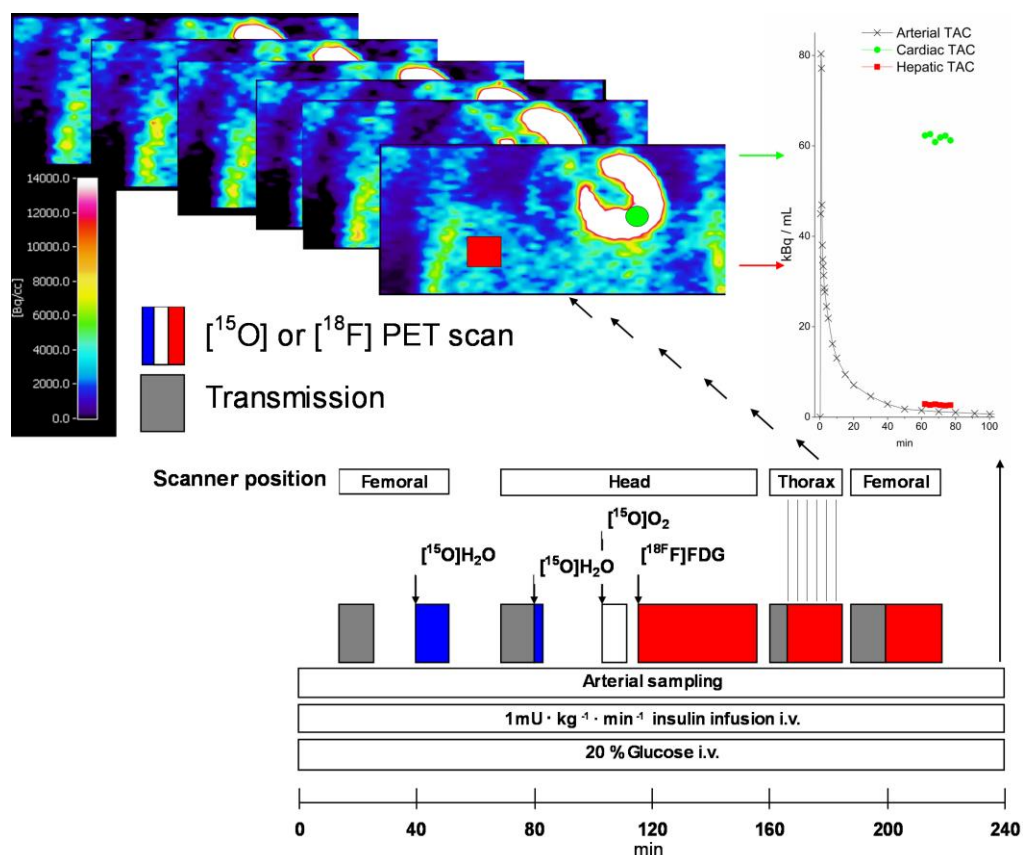 Arterial TAC
Cardiac TAC
Hepatic TAC
80
60
40
20
0
kBq / mL
0 20 40 60 80 100
min
14000.0
12000.0
10000.0
8000.0
6000.0
4000.0
2000.0
0.0
[Bq/cc]
[¹⁵O] or [¹⁸F] PET scan
Transmission
Scanner position
Femoral
Head
Thorax
Femoral
[¹⁵O]O₂
[¹⁵O]H₂O
[¹⁵O]H₂O
[¹⁸ᶠF]FDG
Arterial sampling
1mU · kg⁻¹ · min⁻¹ insulin infusion i.v.
20 % Glucose i.v.
0 40 80 120 160 200 240
min